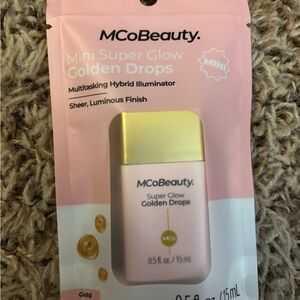 MCoBeauty.
Mini Super Glow
Golden Drops
Multitasking Hybrid Illuminator
Sheer, Luminous Finish
MINI
MCoBeauty.
Super Glow
Golden Drops
MCo
0.5 fl. oz. / 15 mL
Gold
0.5 fl. oz. / 15 mL